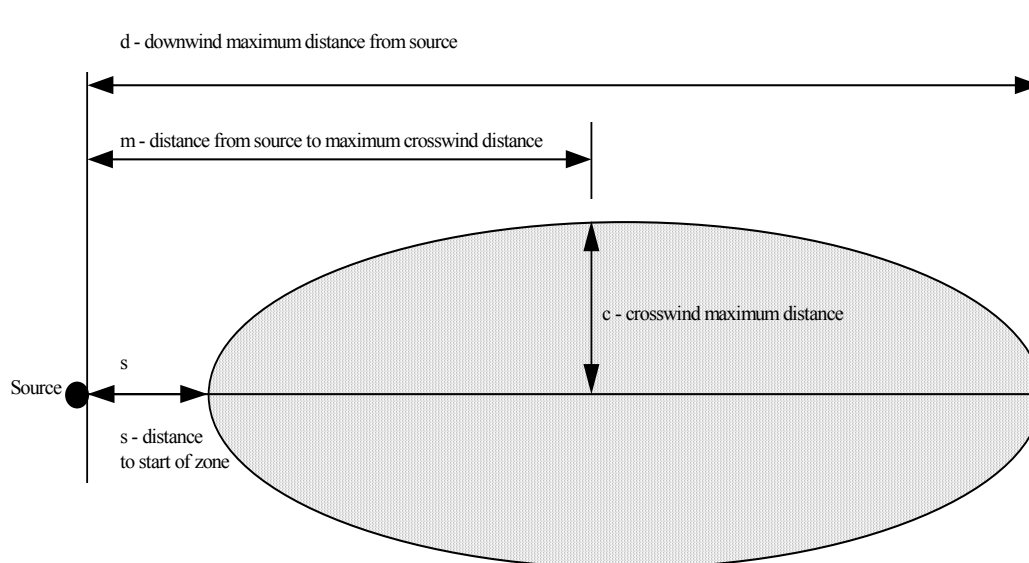 d - downwind maximum distance from source
m - distance from source to maximum crosswind distance
c - crosswind maximum distance
s
Source
s - distance
to start of zone